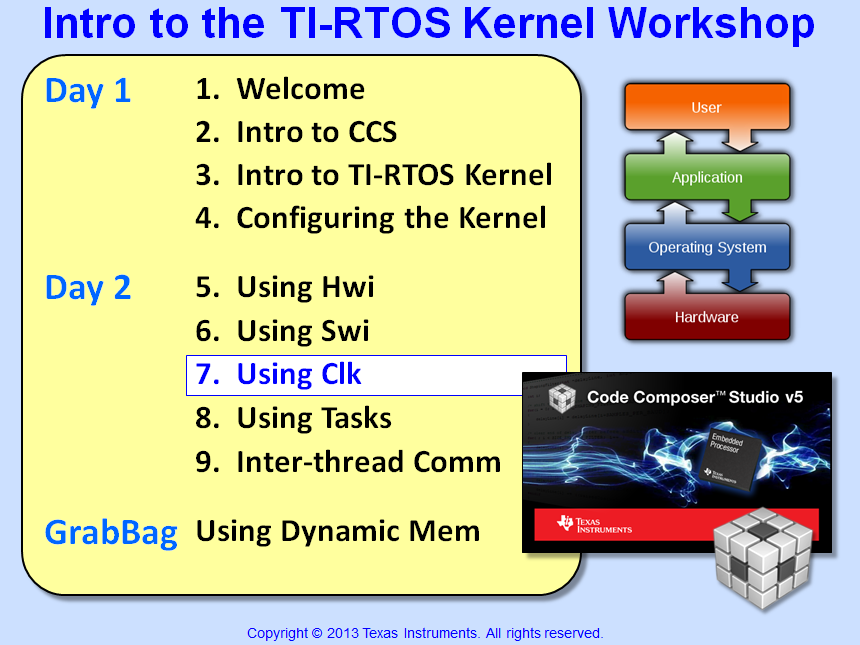 Intro to the TI-RTOS Kernel Workshop
Day 1
1. Welcome
2. Intro to CCS
3. Intro to TI-RTOS Kernel
4. Configuring the Kernel
Day 2
5. Using Hwi
6. Using Swi
7. Using Clk
8. Using Tasks
9. Inter-thread Comm
GrabBag Using Dynamic Mem
User
Application
Operating System
Hardware
Code Composer™ Studio v5
Embedded
Processor
TEXAS INSTRUMENTS
TEXAS
INSTRUMENTS
Copyright © 2013 Texas Instruments. All rights reserved.